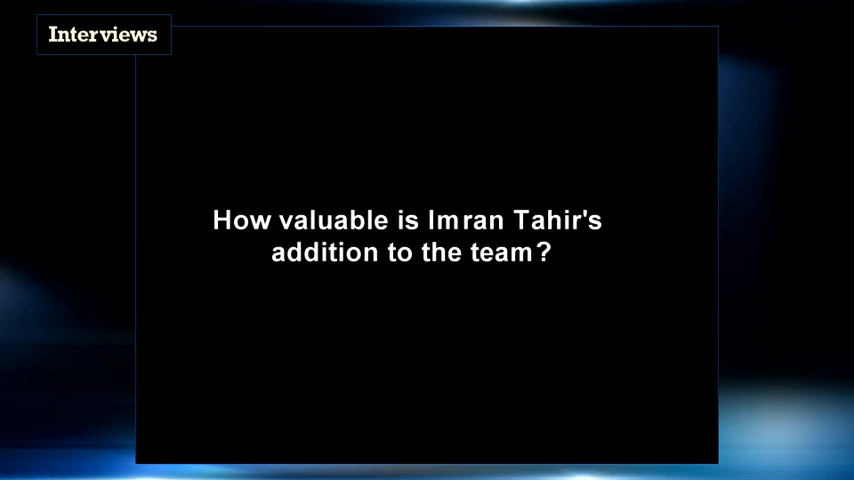 Interviews
How valuable is Imran Tahir's
addition to the team?